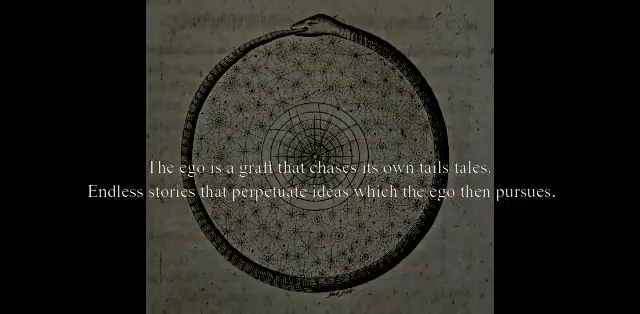 The ego is a graft that chases its own tails/tales.
Endless stories that perpetuate ideas which the ego then pursues.